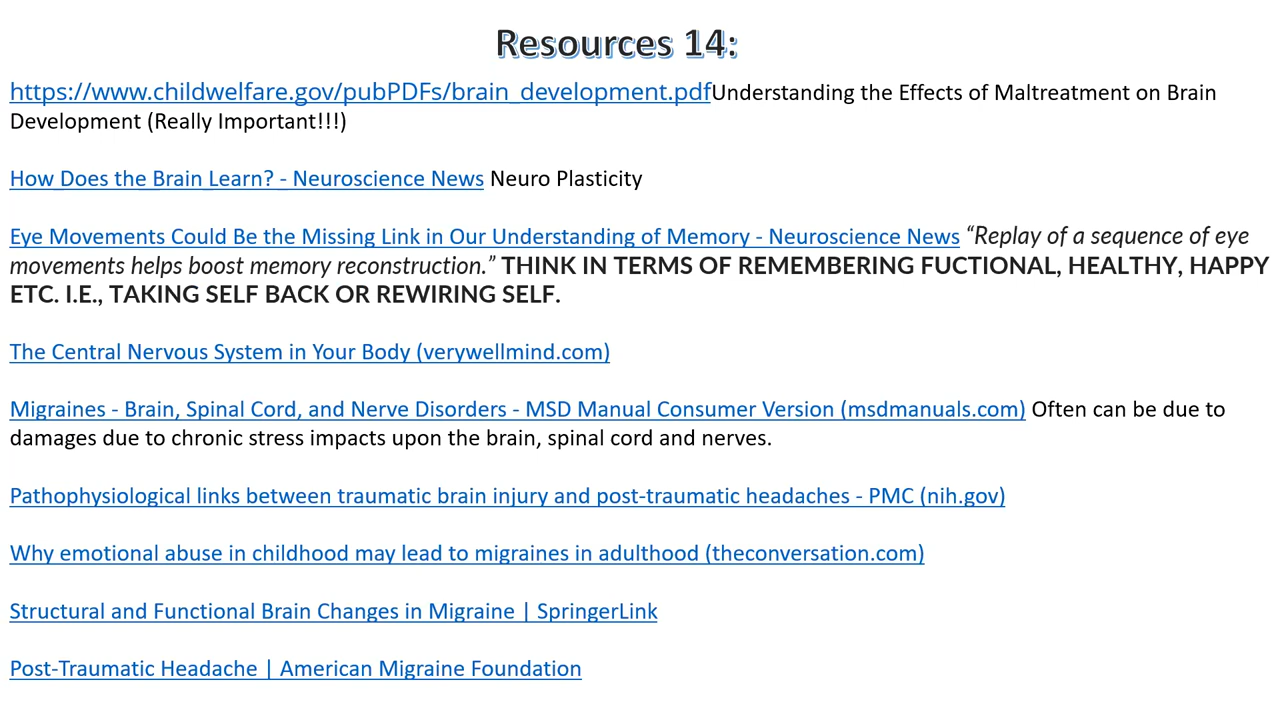 Resources 14:
https://www.childwelfare.gov/pubPDFs/brain_development.pdfUnderstanding the Effects of Maltreatment on Brain
Development (Really Important!!!)
How Does the Brain Learn? - Neuroscience News Neuro Plasticity
Eye Movements Could Be the Missing Link in Our Understanding of Memory - Neuroscience News “Replay of a sequence of eye
movements helps boost memory reconstruction.” THINK IN TERMS OF REMEMBERING FUCTIONAL, HEALTHY, HAPPY
ETC. I.E., TAKING SELF BACK OR REWIRING SELF.
The Central Nervous System in Your Body (verywellmind.com)
Migraines - Brain, Spinal Cord, and Nerve Disorders - MSD Manual Consumer Version (msdmanuals.com) Often can be due to
damages due to chronic stress impacts upon the brain, spinal cord and nerves.
Pathophysiological links between traumatic brain injury and post-traumatic headaches - PMC (nih.gov)
Why emotional abuse in childhood may lead to migraines in adulthood (theconversation.com)
Structural and Functional Brain Changes in Migraine | SpringerLink
Post-Traumatic Headache | American Migraine Foundation